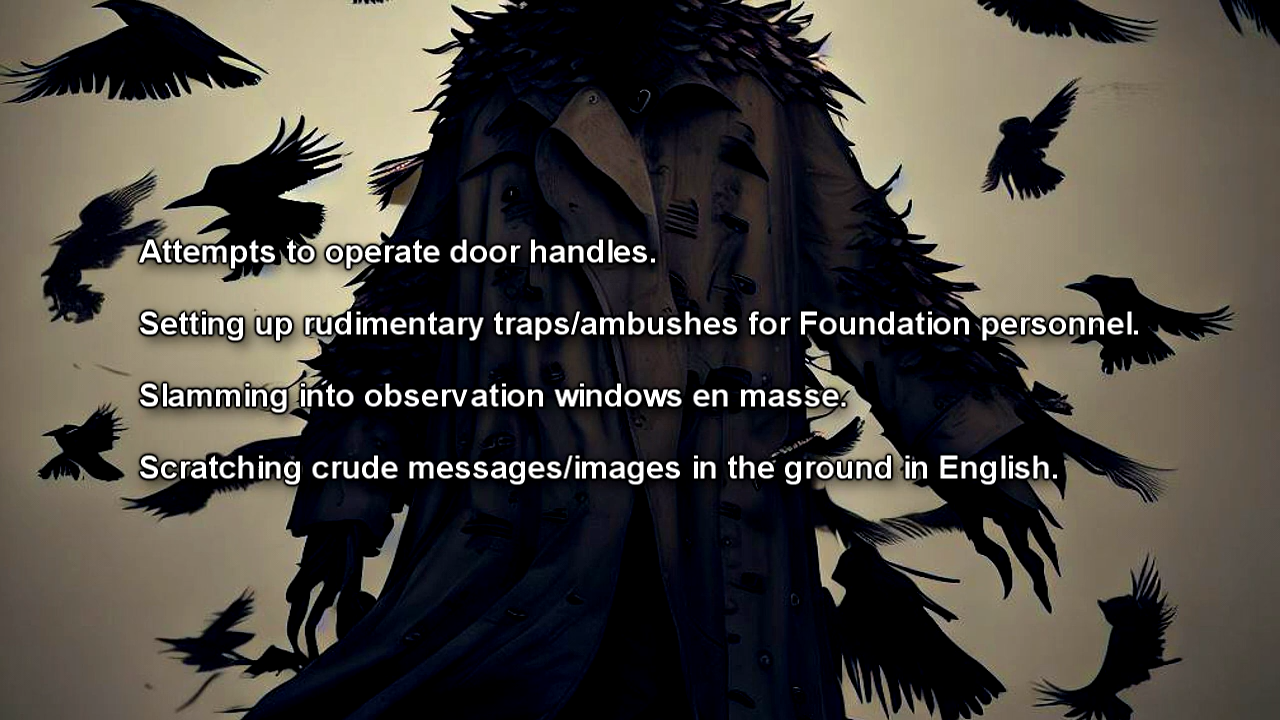 Attempts to operate door handles.
Setting up rudimentary traps/ambushes for Foundation personnel.
Slamming into observation windows en masse.
Scratching crude messages/images in the ground in English.